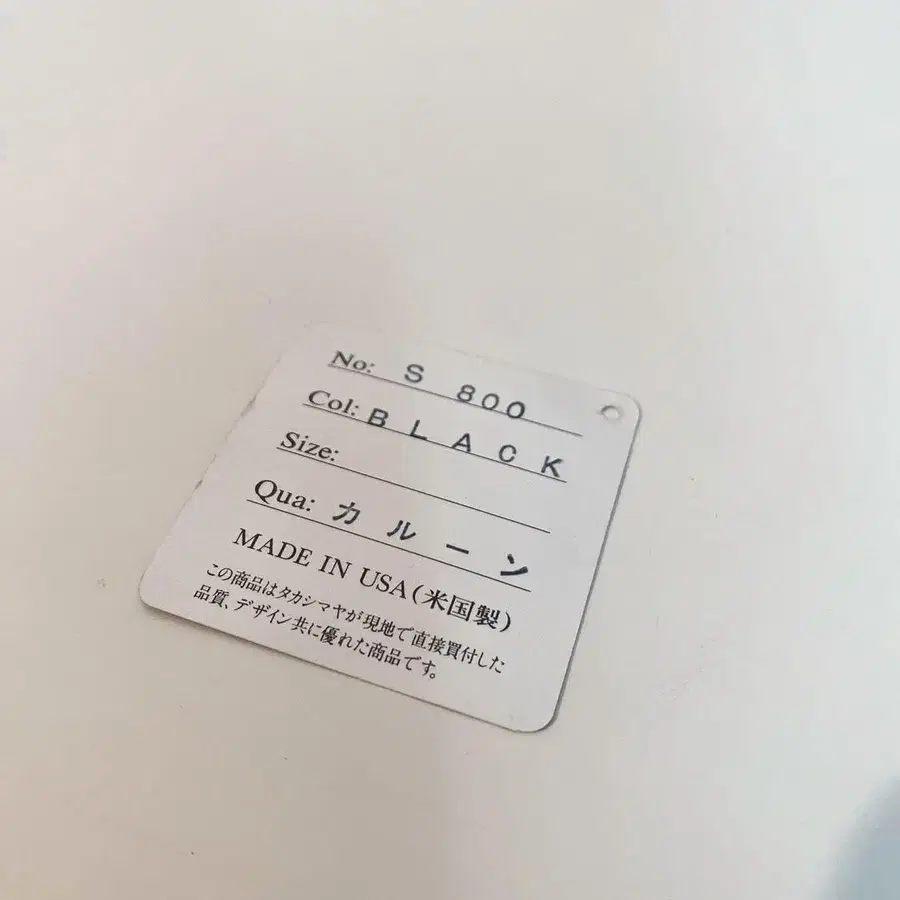 No: S 800
Col: BLACK
Size:
Qua: カルーン
MADE IN USA(米国製)
この商品はタカシマヤが現地で直接買付した
品質、デザイン共に優れた商品です。